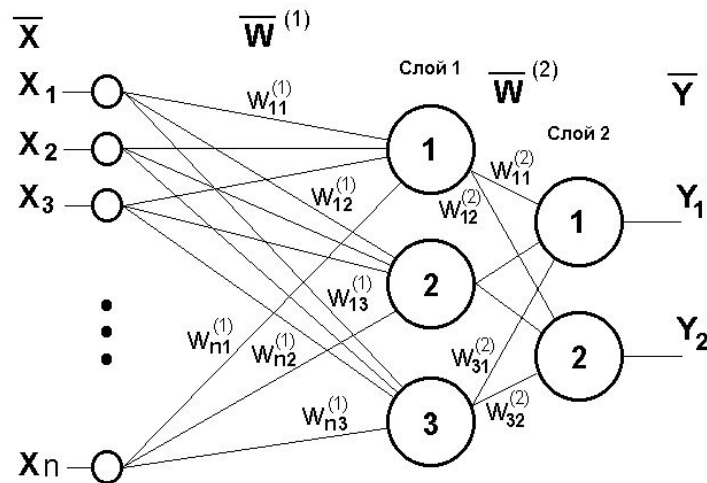 X̅ W̅ (1) Слой 1 W̅ (2) Y̅
X1 W11(1) 1 Слой 2
X2 W12(1) W11(2) W12(2) 1 Y1
X3 W13(1) 2
Wn1(1) Wn2(1) W31(2) 2 Y2
Wn3(1) 3 W32(2)
Xn